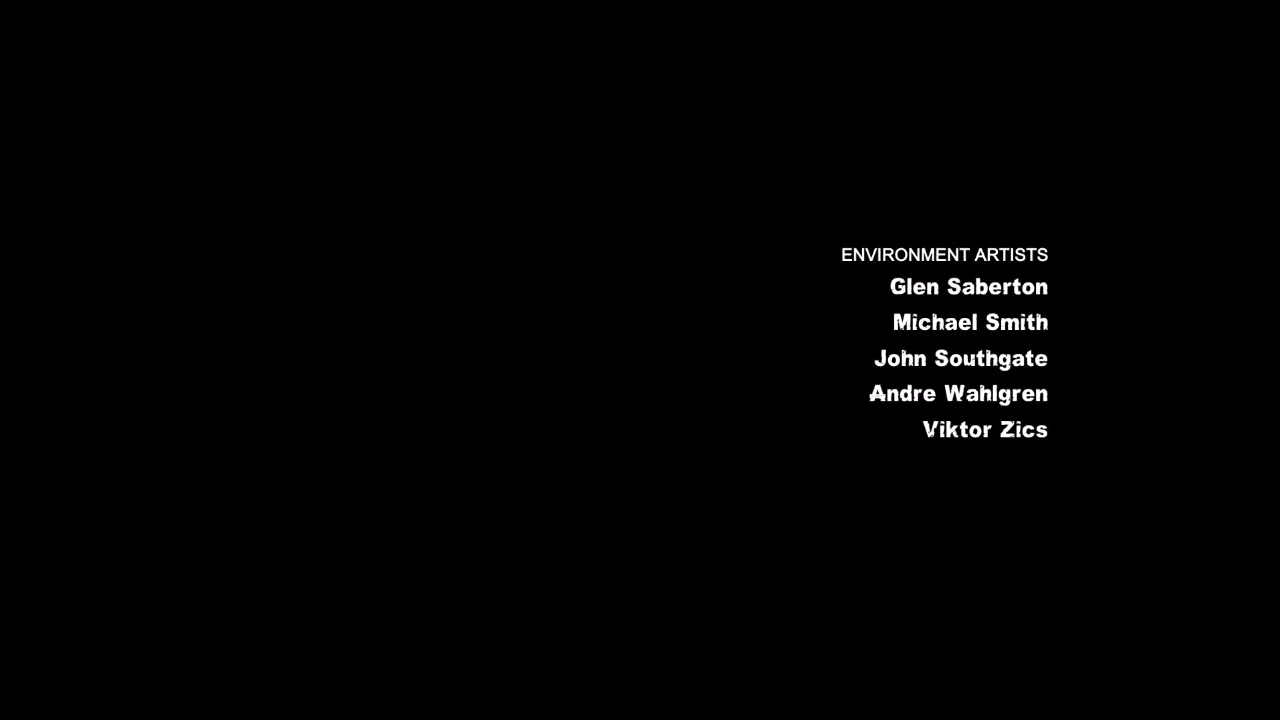 ENVIRONMENT ARTISTS
Glen Saberton
Michael Smith
John Southgate
Andre Wahlgren
Viktor Zics